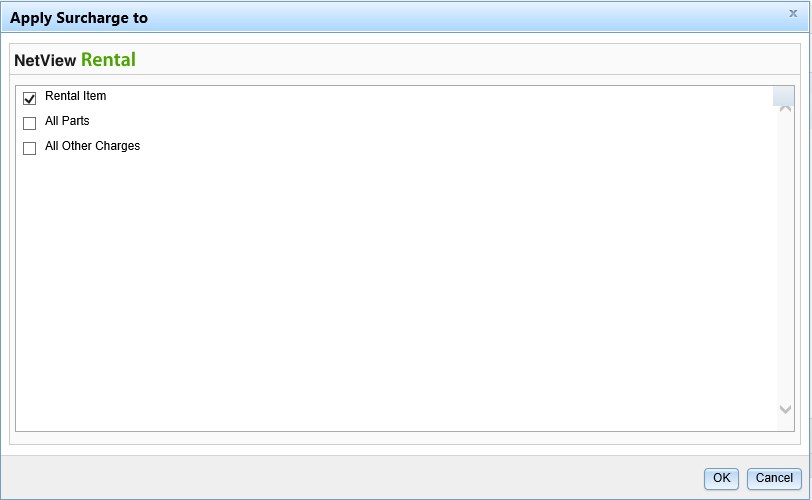 Apply Surcharge to
x
NetView Rental
Rental Item
All Parts
All Other Charges
OK Cancel